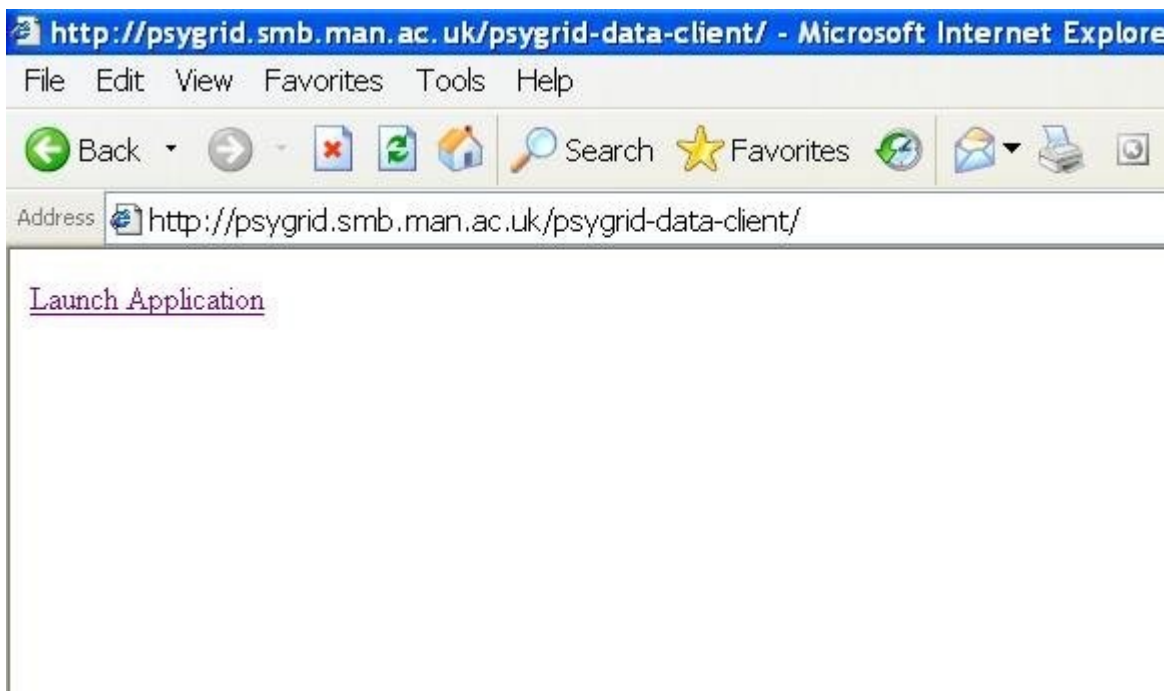 http://psygrid.smb.man.ac.uk/psygrid-data-client/ - Microsoft Internet Explore
File Edit View Favorites Tools Help
Back Search Favorites
Address http://psygrid.smb.man.ac.uk/psygrid-data-client/
Launch Application